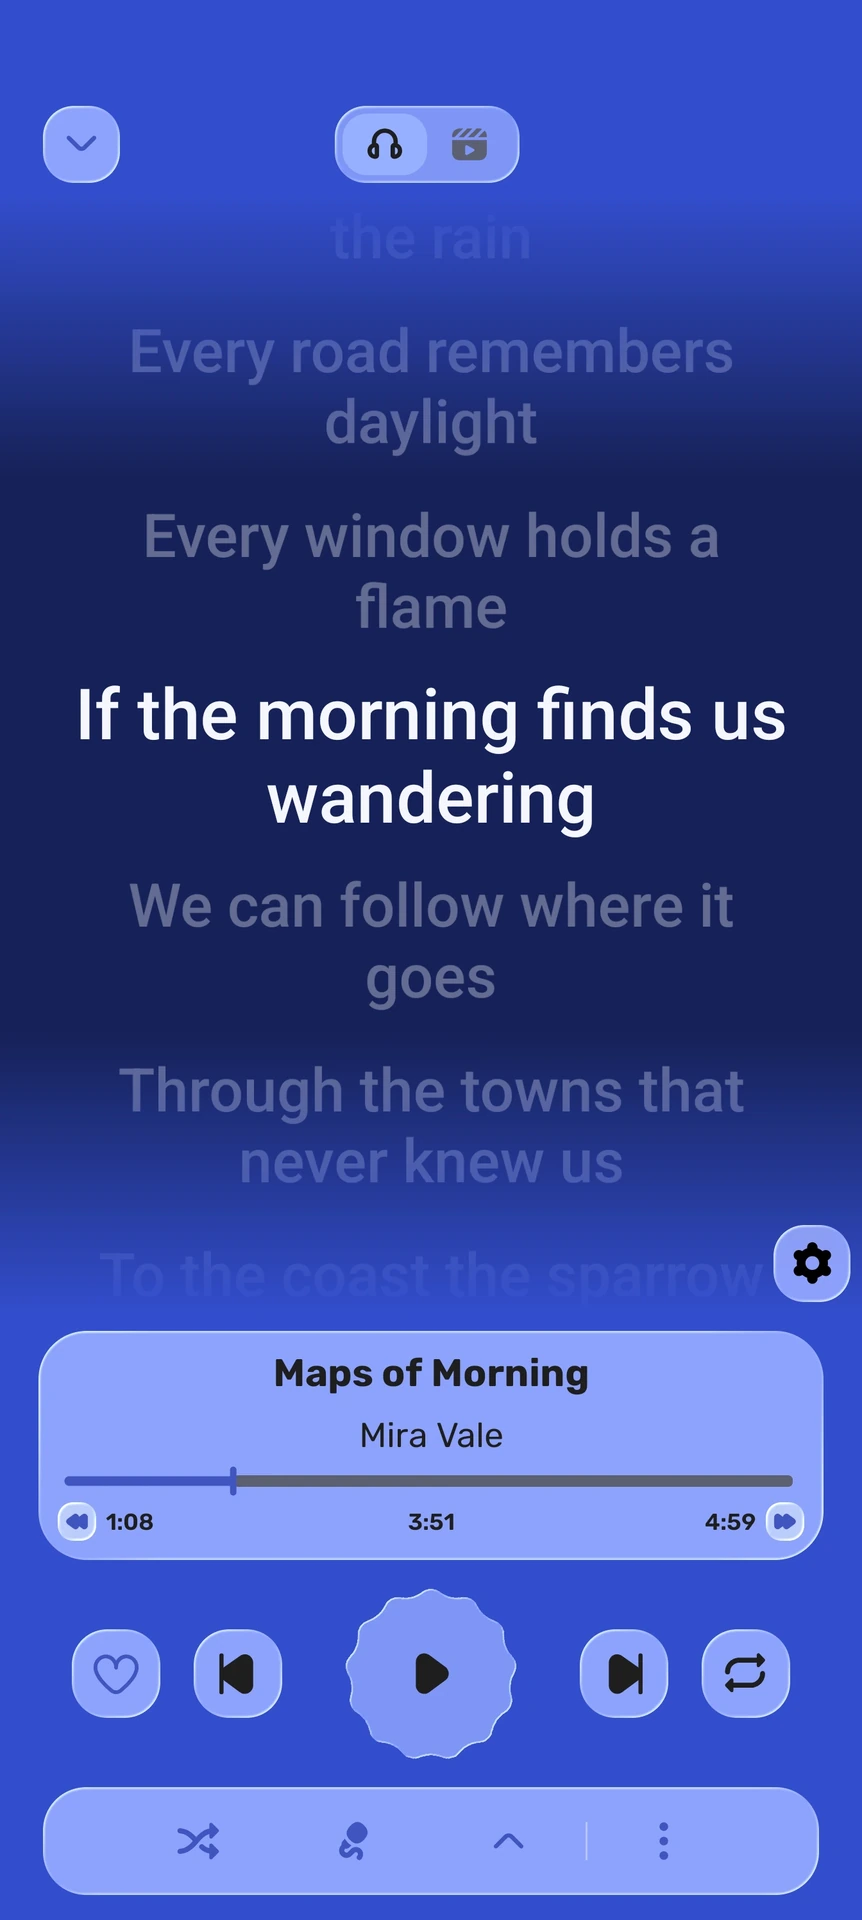 the rain
Every road remembers
daylight
Every window holds a
flame
If the morning finds us
wandering
We can follow where it
goes
Through the towns that
never knew us
To the coast the sparrow
Maps of Morning
Mira Vale
1:08 3:51 4:59